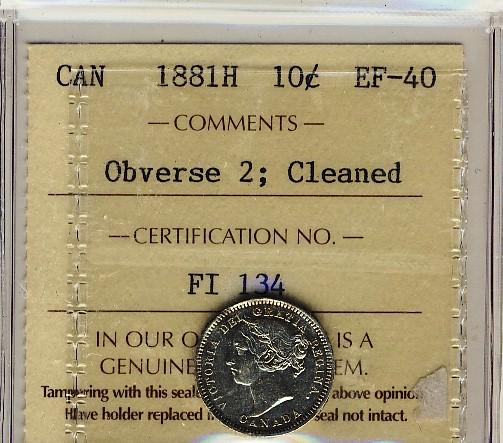 CAN 1881H 10¢ EF-40
— COMMENTS —
Obverse 2; Cleaned
— CERTIFICATION NO. —
FI 134
VICTORIA DEI GRATIA REGINA.
CANADA
IN OUR O IS A
GENUINE EM.
Tampering with this seal above opinio
Have holder replaced seal not intact.